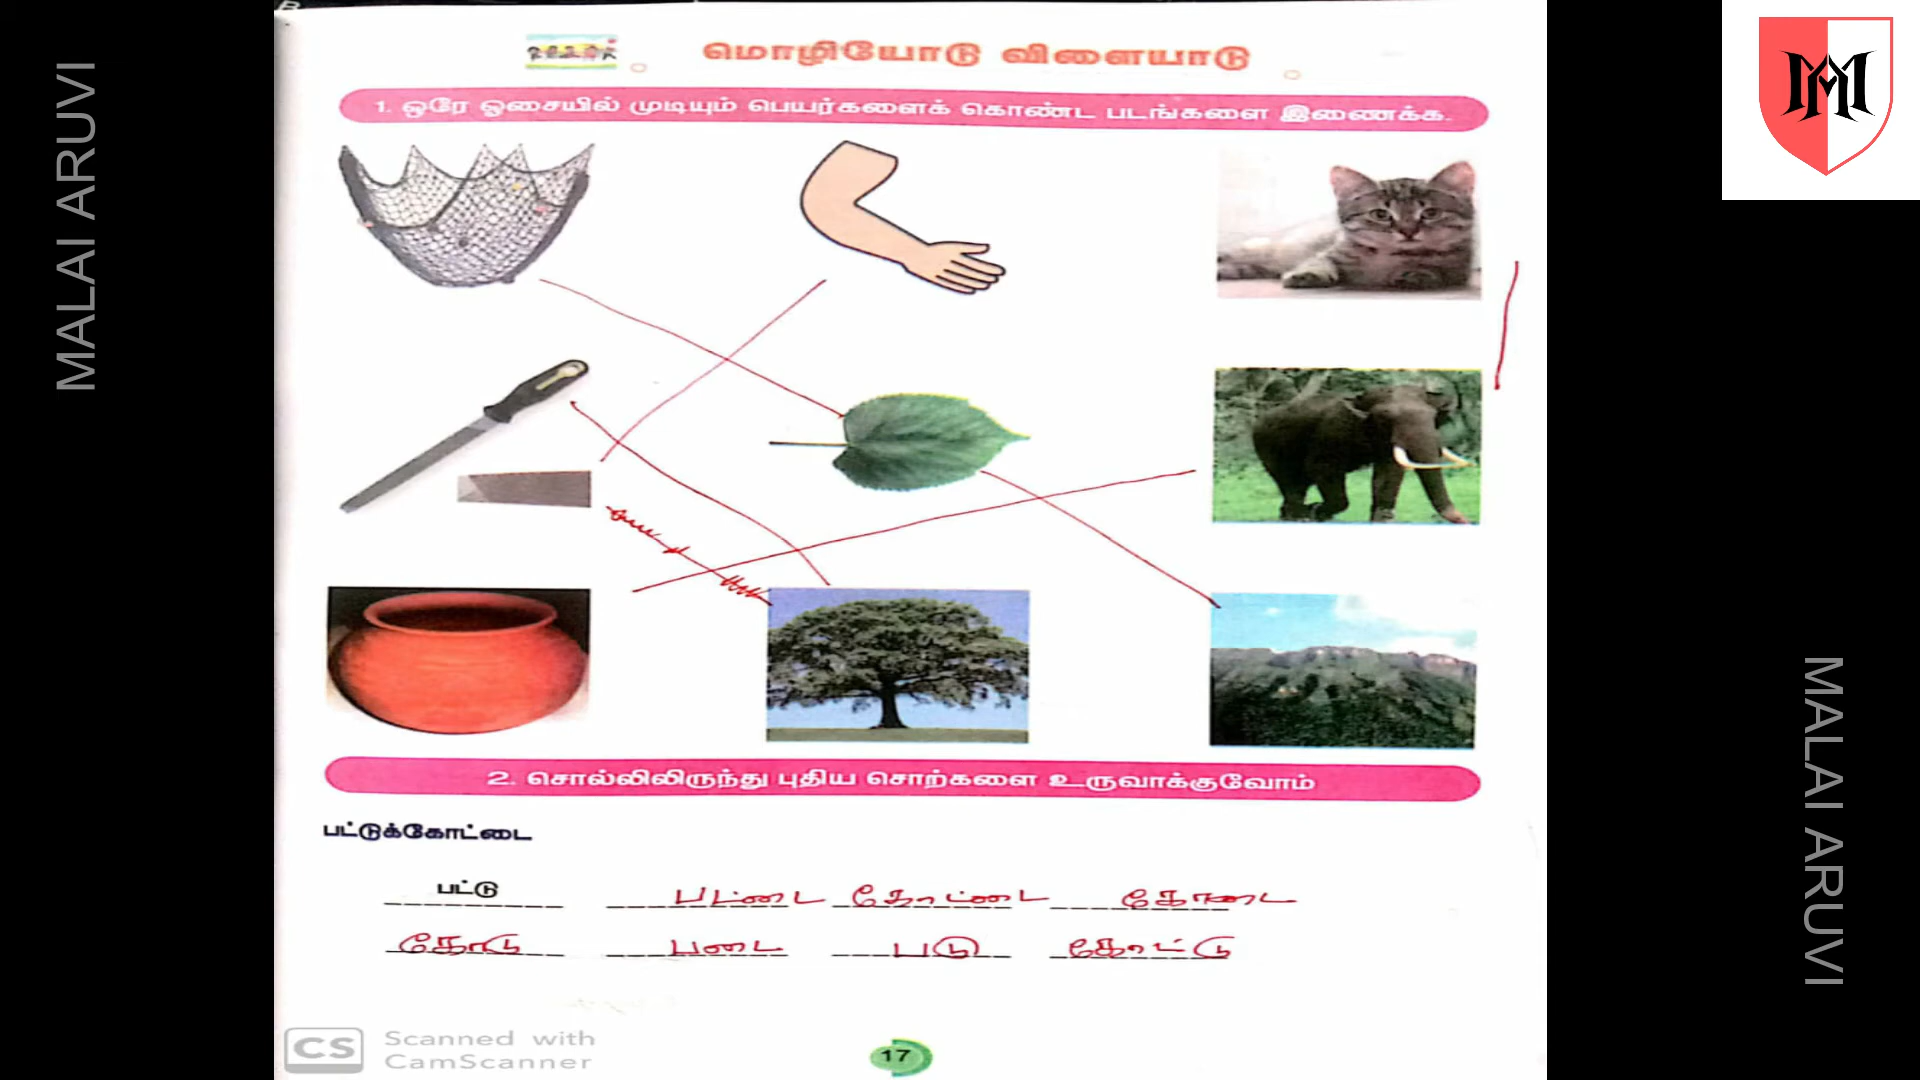 மொழியோடு விளையாடு
1. ஒரே ஓசையில் முடியும் பெயர்களைக் கொண்ட படங்களை இணைக்க.
2. சொல்லிலிருந்து புதிய சொற்களை உருவாக்குவோம்
பட்டுக்கோட்டை
பட்டு பட்டை கோட்டை கோடை
கோடு படை படு கோட்டு
CS Scanned with
CamScanner
17
MALAI ARUVI
MALAI ARUVI